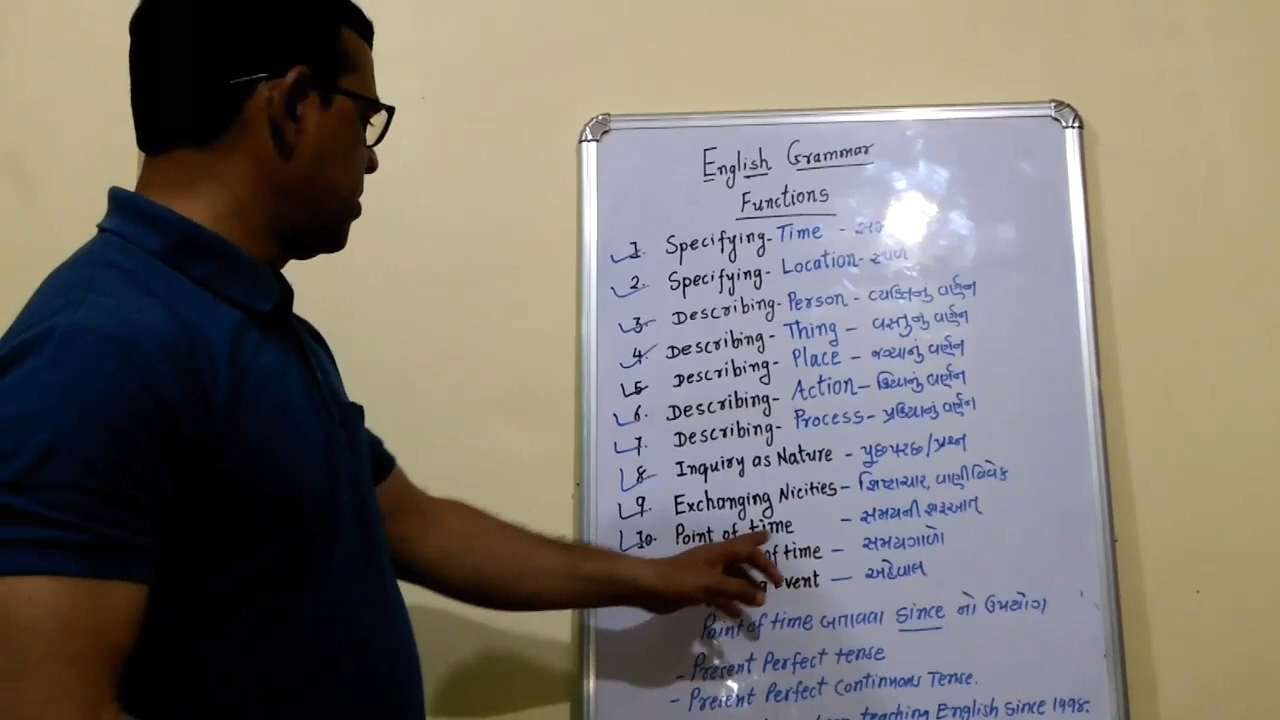 English Grammar
Functions
1. Specifying- Time -
2. Specifying- Location- સ્થળ
3. Describing- Person - વ્યક્તિનું વર્ણન
4. Describing- Thing - વસ્તુનું વર્ણન
5 Describing- Place - જગ્યાનું વર્ણન
6. Describing- Action- ક્રિયાનું વર્ણન
7. Describing- Process- પ્રક્રિયાનું વર્ણન
8. Inquiry as Nature - પુછપરછ/પ્રશ્ન
9. Exchanging Nicities- શિષ્ટાચાર, વાણી વિવેક
10. Point of time - સમયની શરૂઆત
of time - સમયગાળો
Event - અહેવાલ
Point of time બતાવવા since નો ઉપયોગ
- Present Perfect tense
- Present Perfect Continuous Tense.
teaching English since 1998.